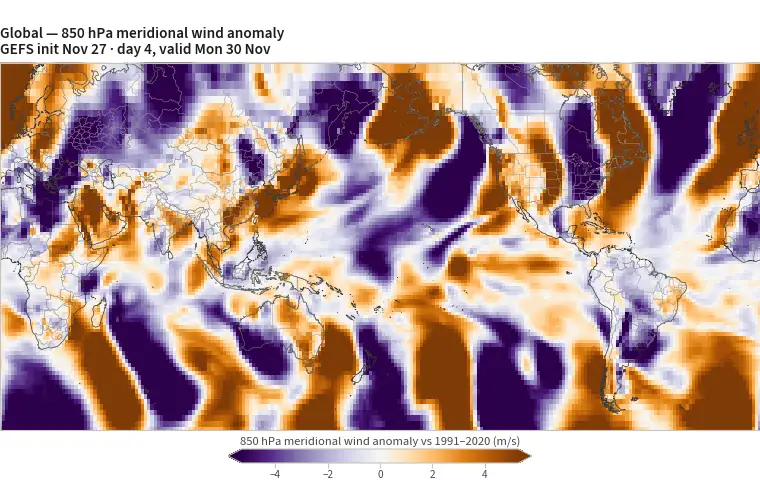 Global — 850 hPa meridional wind anomaly
GEFS init Nov 27 · day 4, valid Mon 30 Nov
850 hPa meridional wind anomaly vs 1991–2020 (m/s)
−4 −2 0 2 4